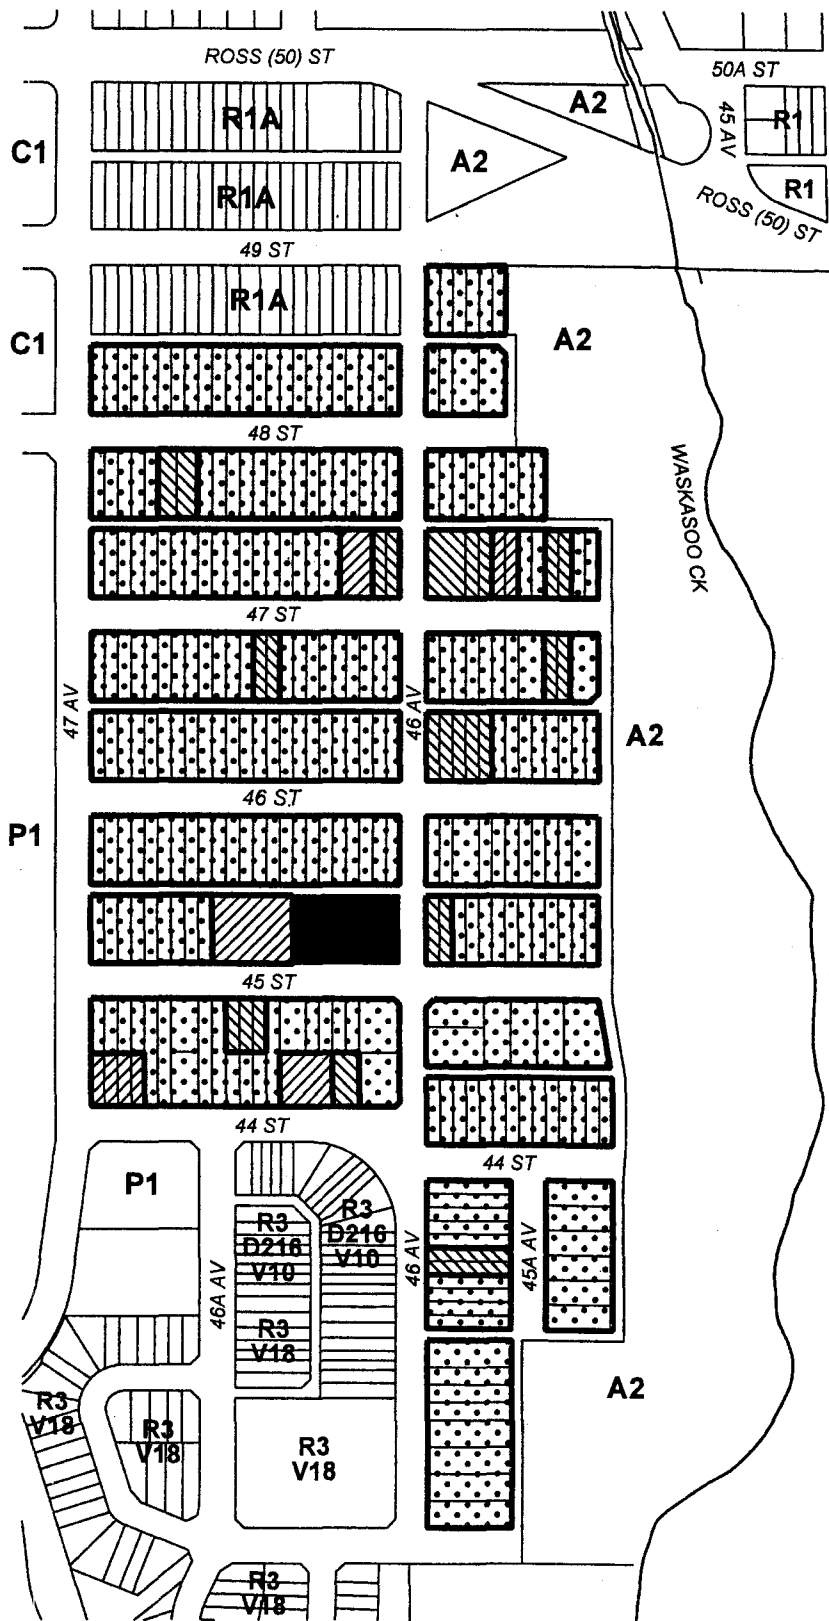 ROSS (50) ST
50A ST
A2
R1A
45 AV
R1
C1
A2
R1A
R1
ROSS (50) ST
49 ST
R1A
C1
A2
48 ST
WASKASOO CK
47 ST
47 AV
46 AV
A2
46 ST
P1
45 ST
44 ST
44 ST
P1
R3
D216
V10
R3
D216
V10
46A AV
46 AV
45A AV
R3
V18
A2
R3
V18
R3
V18
R3
V18
R3
V18